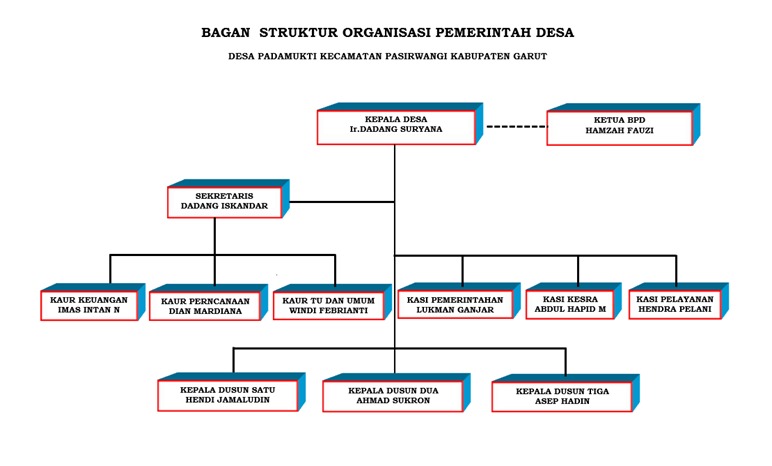 BAGAN STRUKTUR ORGANISASI PEMERINTAH DESA
DESA PADAMUKTI KECAMATAN PASIRWANGI KABUPATEN GARUT
KEPALA DESA
Ir.DADANG SURYANA
KETUA BPD
HAMZAH FAUZI
SEKRETARIS
DADANG ISKANDAR
KAUR KEUANGAN
IMAS INTAN N
KAUR PERNCANAAN
DIAN MARDIANA
KAUR TU DAN UMUM
WINDI FEBRIANTI
KASI PEMERINTAHAN
LUKMAN GANJAR
KASI KESRA
ABDUL HAPID M
KASI PELAYANAN
HENDRA PELANI
KEPALA DUSUN SATU
HENDI JAMALUDIN
KEPALA DUSUN DUA
AHMAD SUKRON
KEPALA DUSUN TIGA
ASEP HADIN